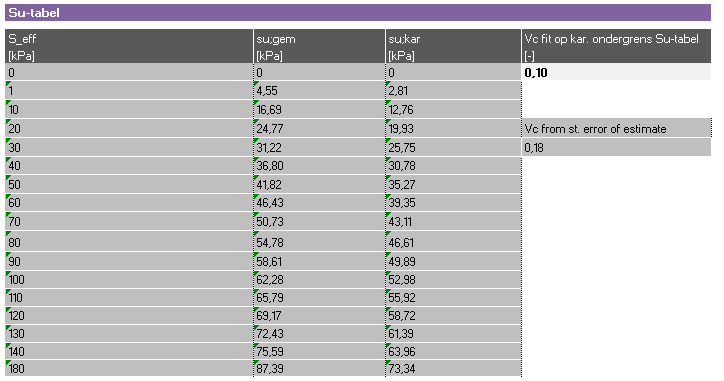 Su-tabel
S_eff su;gem su;kar Vc fit op kar. ondergrens Su-tabel
[kPa] [kPa] [kPa] [-]
0 0 0 0,10
1 4,55 2,81
10 16,69 12,76
20 24,77 19,93 Vc from st. error of estimate
30 31,22 25,75 0,18
40 36,80 30,78
50 41,82 35,27
60 46,43 39,35
70 50,73 43,11
80 54,78 46,61
90 58,61 49,89
100 62,28 52,98
110 65,79 55,92
120 69,17 58,72
130 72,43 61,39
140 75,59 63,96
180 87,39 73,34